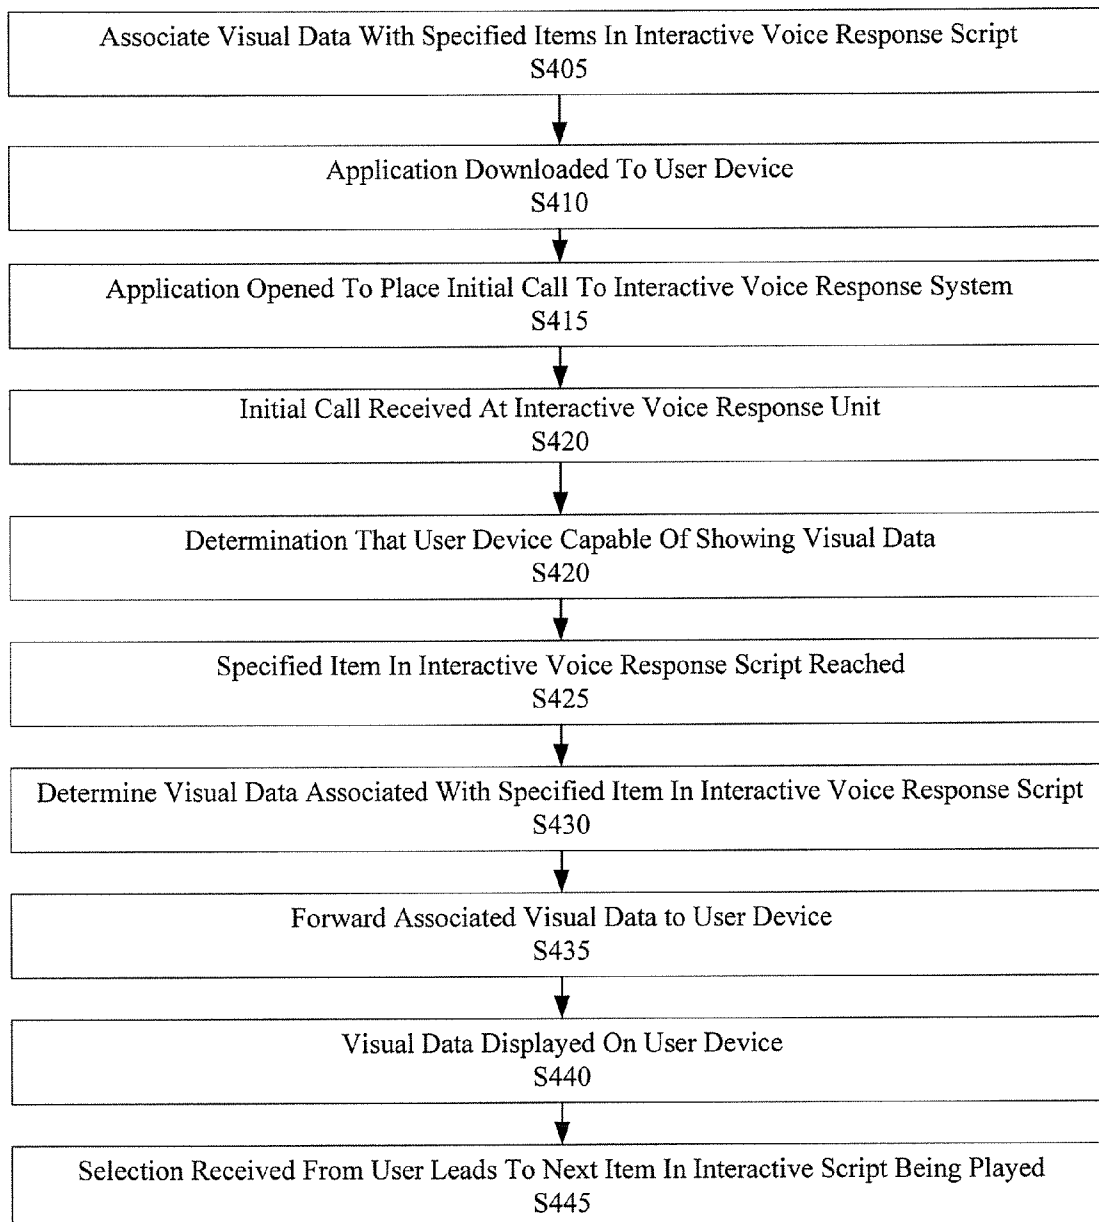 Associate Visual Data With Specified Items In Interactive Voice Response Script
S405
Application Downloaded To User Device
S410
Application Opened To Place Initial Call To Interactive Voice Response System
S415
Initial Call Received At Interactive Voice Response Unit
S420
Determination That User Device Capable Of Showing Visual Data
S420
Specified Item In Interactive Voice Response Script Reached
S425
Determine Visual Data Associated With Specified Item In Interactive Voice Response Script
S430
Forward Associated Visual Data to User Device
S435
Visual Data Displayed On User Device
S440
Selection Received From User Leads To Next Item In Interactive Script Being Played
S445